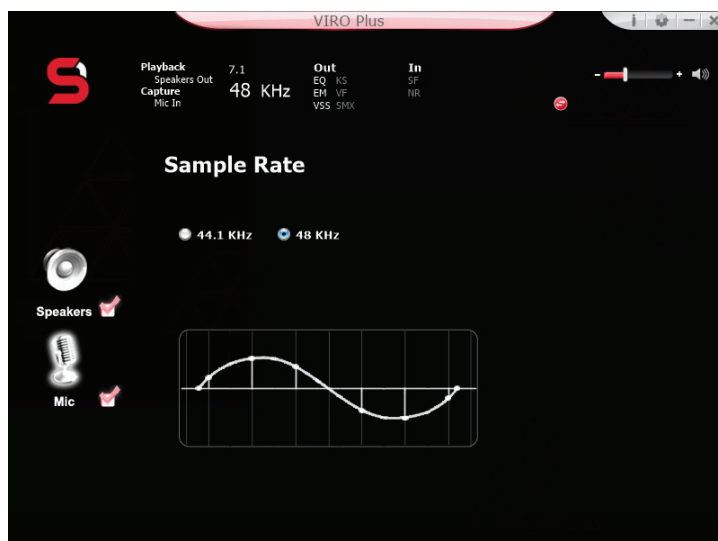 VIRO Plus
Playback 7.1 Out In
Speakers Out EQ KS SF
Capture 48 KHz EM VF NR
Mic In VSS SMX
- +
Sample Rate
44.1 KHz 48 KHz
Speakers
Mic